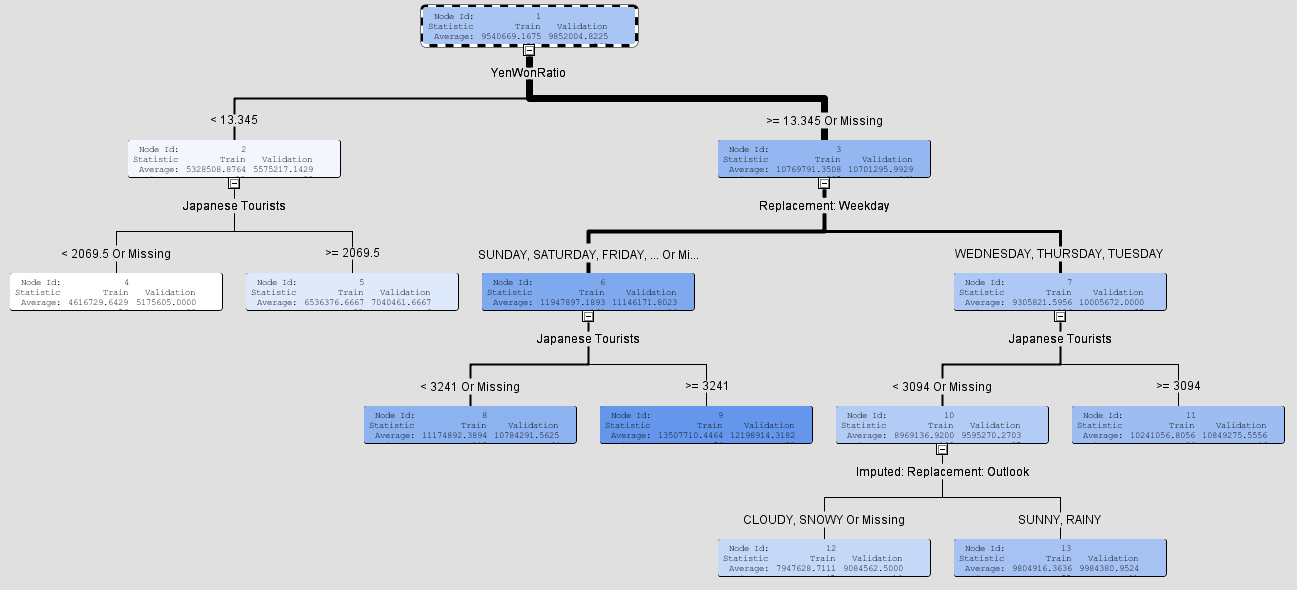 Node Id: 1
Statistic Train Validation
Average: 9540669.1675 9852004.8225
YenWonRatio
< 13.345
>= 13.345 Or Missing
Node Id: 2
Statistic Train Validation
Average: 5328508.8764 5575217.1429
Node Id: 3
Statistic Train Validation
Average: 10769791.3508 10701295.9929
Japanese Tourists
Replacement: Weekday
< 2069.5 Or Missing
>= 2069.5
SUNDAY, SATURDAY, FRIDAY, ... Or Mi...
WEDNESDAY, THURSDAY, TUESDAY
Node Id: 4
Statistic Train Validation
Average: 4616729.6429 5175605.0000
Node Id: 5
Statistic Train Validation
Average: 6536376.6667 7040461.6667
Node Id: 6
Statistic Train Validation
Average: 11947897.1893 11146171.8023
Node Id: 7
Statistic Train Validation
Average: 9305821.5956 10005672.0000
Japanese Tourists
Japanese Tourists
< 3241 Or Missing
>= 3241
< 3094 Or Missing
>= 3094
Node Id: 8
Statistic Train Validation
Average: 11174892.3894 10784291.5625
Node Id: 9
Statistic Train Validation
Average: 13507710.4464 12198914.3182
Node Id: 10
Statistic Train Validation
Average: 8969136.9200 9595270.2703
Node Id: 11
Statistic Train Validation
Average: 10241056.8056 10849275.5556
Imputed: Replacement: Outlook
CLOUDY, SNOWY Or Missing
SUNNY, RAINY
Node Id: 12
Statistic Train Validation
Average: 7947628.7111 9084562.5000
Node Id: 13
Statistic Train Validation
Average: 9804916.3636 9984380.9524